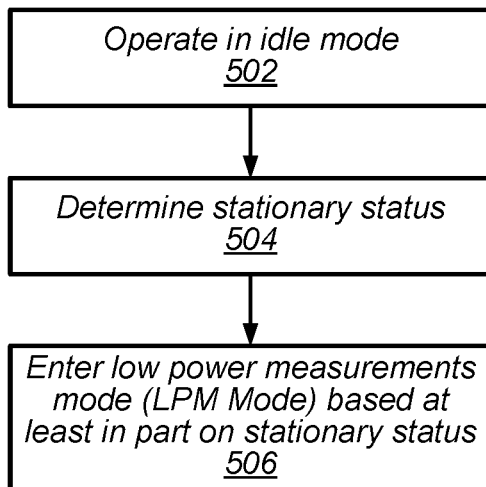 Operate in idle mode
502
Determine stationary status
504
Enter low power measurements
mode (LPM Mode) based at
least in part on stationary status
506